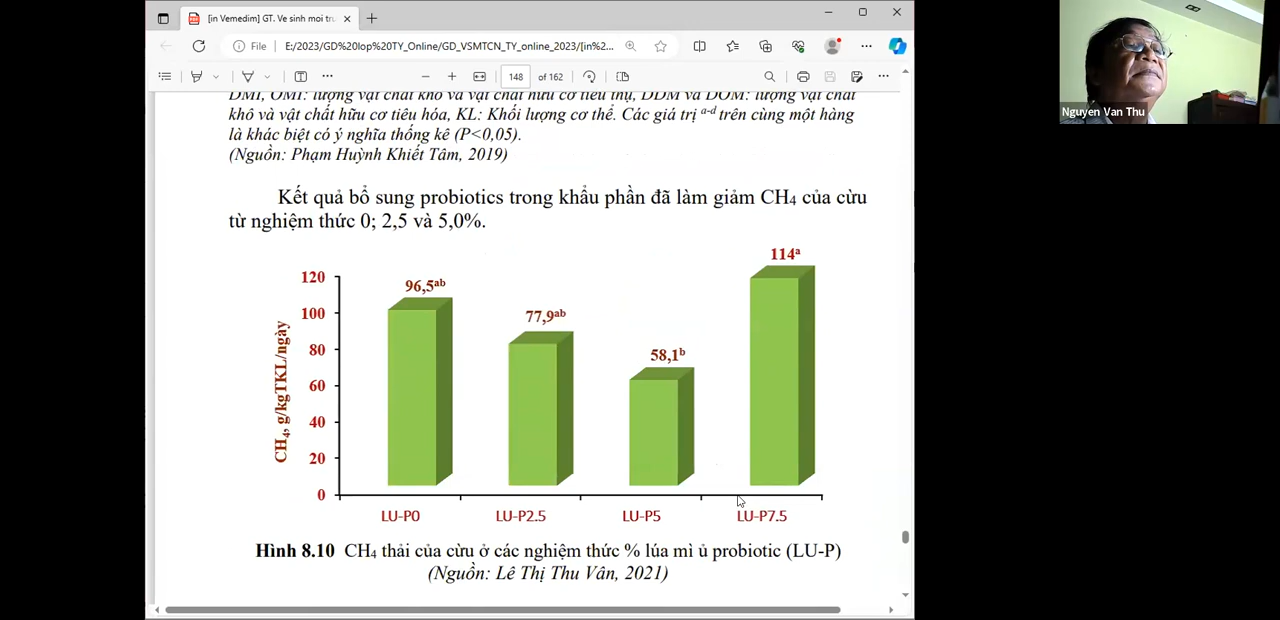 [in Vemedim] GT. Ve sinh moi tru
File E:/2023/GD%20lop%20TY_Online/GD_VSMTCN_TY_online_2023/[in%2...
148 of 162
DMI, OMI: lượng vật chất khô và vật chất hữu cơ tiêu thụ, DDM và DOM: lượng vật chất
khô và vật chất hữu cơ tiêu hóa, KL: Khối lượng cơ thể. Các giá trị a-d trên cùng một hàng
là khác biệt có ý nghĩa thống kê (P<0,05).
(Nguồn: Phạm Huỳnh Khiết Tâm, 2019)
Kết quả bổ sung probiotics trong khẩu phần đã làm giảm CH4 của cừu
từ nghiệm thức 0; 2,5 và 5,0%.
CH4, g/kgTKL/ngày
120
100
80
60
40
20
0
96,5ab
77,9ab
58,1b
114a
LU-P0 LU-P2.5 LU-P5 LU-P7.5
Hình 8.10 CH4 thải của cừu ở các nghiệm thức % lúa mì ủ probiotic (LU-P)
(Nguồn: Lê Thị Thu Vân, 2021)
Nguyen Van Thu